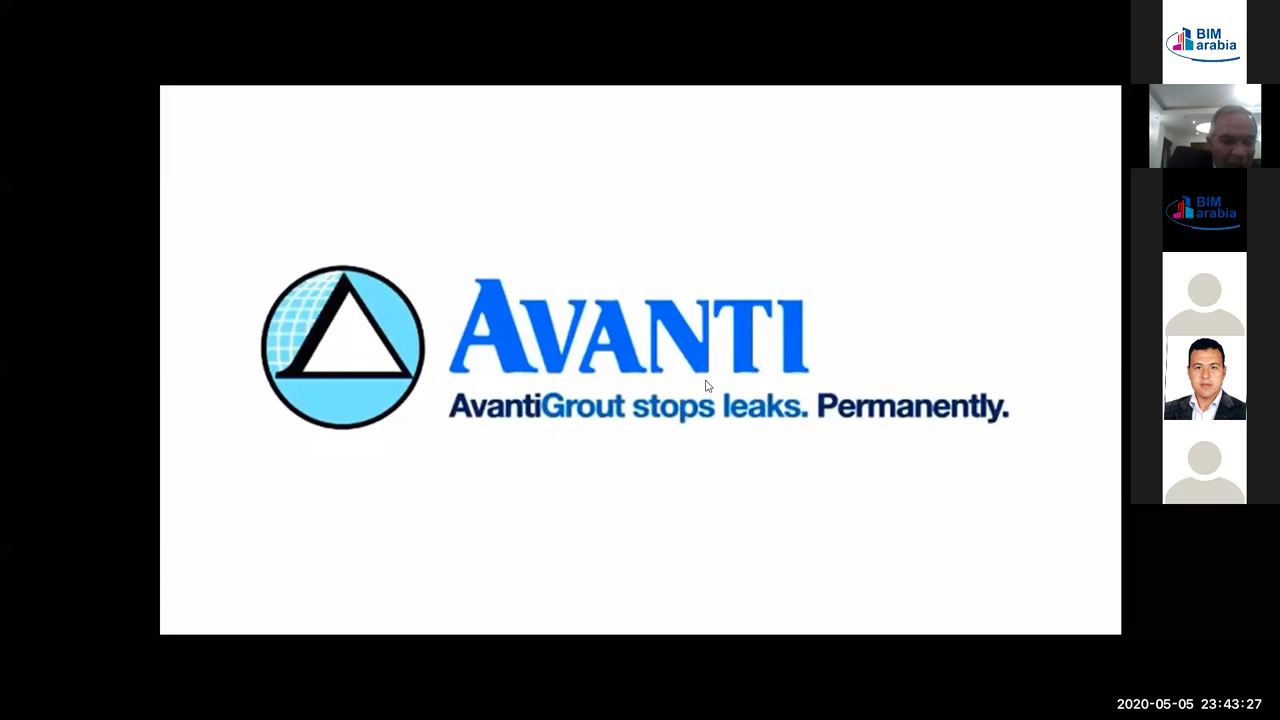 AVANTI
AvantiGrout stops leaks. Permanently.
BIM
arabia
BIM
arabia
2020-05-05 23:43:27